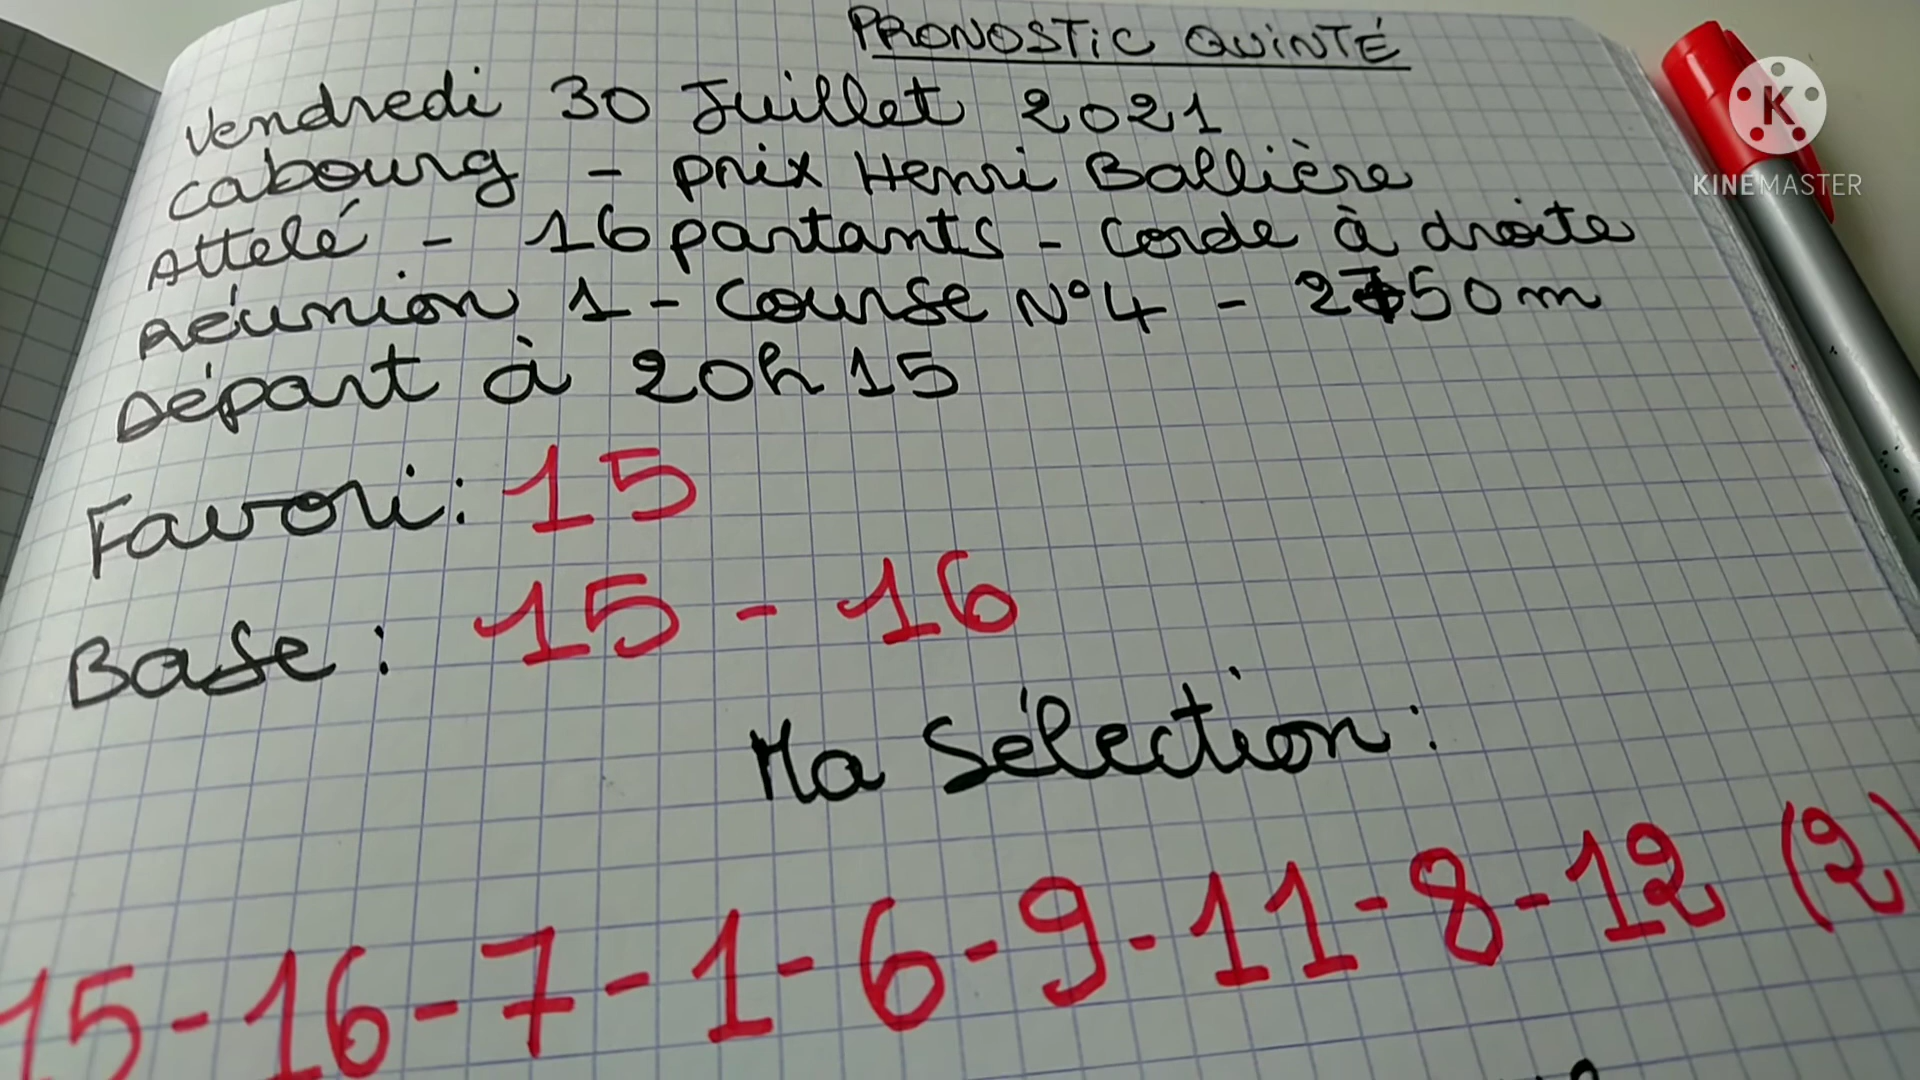 PRONOSTIC QUINTÉ
Vendredi 30 Juillet 2021
Cabourg - prix Henri Ballière
Attelé - 16 partants - Corde à droite
Réunion 1 - Course N°4 - 2750 m
Départ à 20h15
Favori : 15
Base : 15 - 16
Ma Sélection :
15 - 16 - 7 - 1 - 6 - 9 - 11 - 8 - 12 (2)
K
KINEMASTER